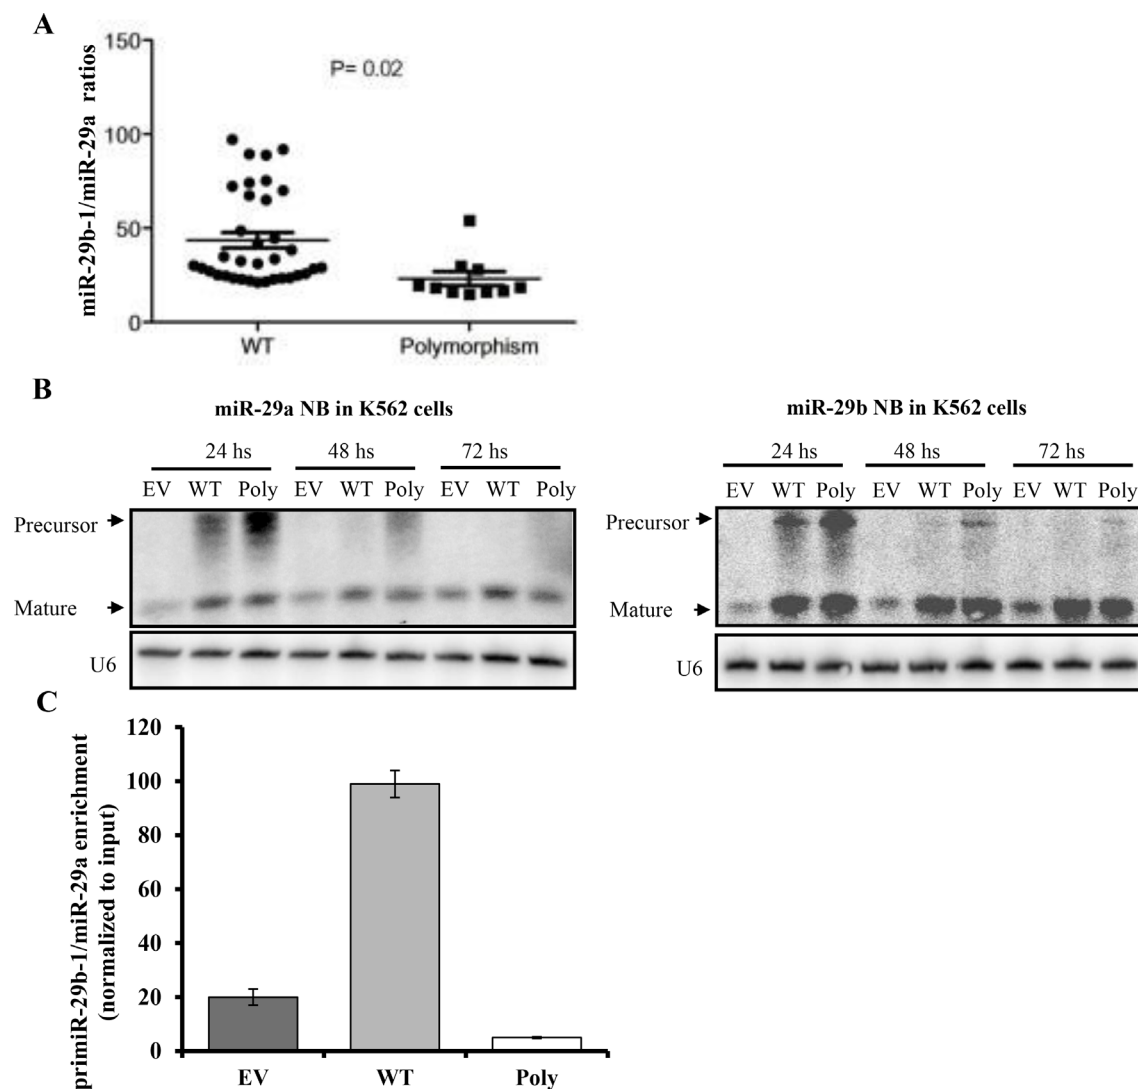 A
miR-29b-1/miR-29a ratios
150
100
50
0
P= 0.02
WT Polymorphism
B
miR-29a NB in K562 cells
24 hs 48 hs 72 hs
EV WT Poly EV WT Poly EV WT Poly
Precursor
Mature
U6
miR-29b NB in K562 cells
24 hs 48 hs 72 hs
EV WT Poly EV WT Poly EV WT Poly
Precursor
Mature
U6
C
primiR-29b-1/miR-29a enrichment
(normalized to input)
120
100
80
60
40
20
0
EV WT Poly